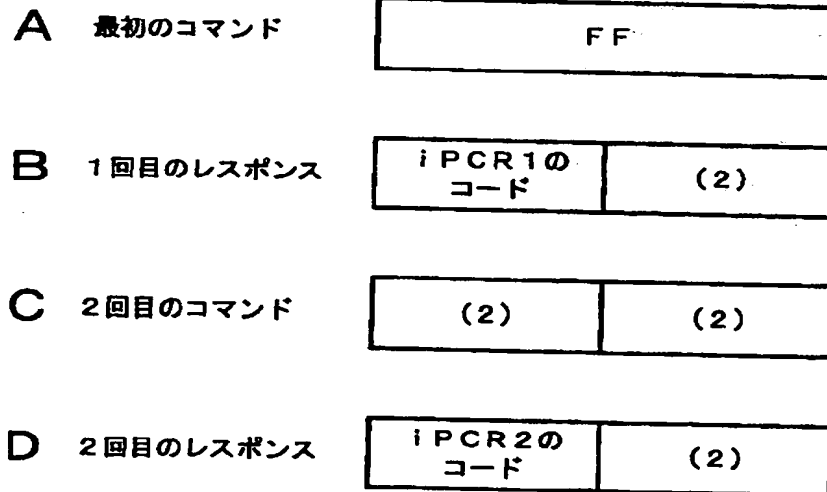 A 最初のコマンド FF
B 1回目のレスポンス iPCR1の
コード (2)
C 2回目のコマンド (2) (2)
D 2回目のレスポンス iPCR2の
コード (2)